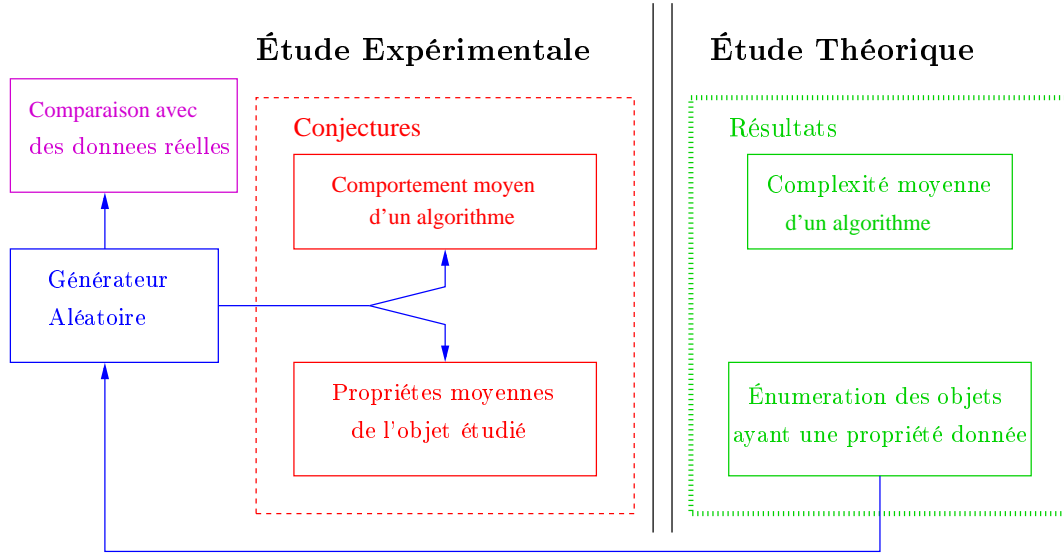 Étude Expérimentale
Étude Théorique
Comparaison avec
des donnees réelles
Conjectures
Comportement moyen
d'un algorithme
Résultats
Complexité moyenne
d'un algorithme
Générateur
Aléatoire
Propriétes moyennes
de l'objet étudié
Énumeration des objets
ayant une propriété donnée